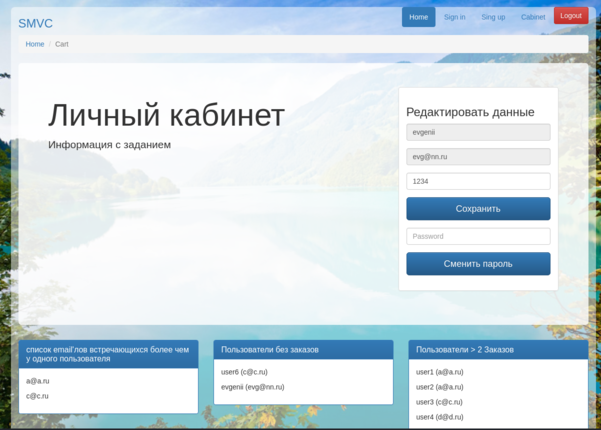 SMVC
Home
Sign in
Sing up
Cabinet
Logout
Home / Cart
Личный кабинет
Информация с заданием
Редактировать данные
evgenii
evg@nn.ru
1234
Сохранить
Password
Сменить пароль
список email'лов встречающихся более чем
у одного пользователя
a@a.ru
c@c.ru
Пользователи без заказов
user6 (c@c.ru)
evgenii (evg@nn.ru)
Пользователи > 2 Заказов
user1 (a@a.ru)
user2 (a@a.ru)
user3 (c@c.ru)
user4 (d@d.ru)